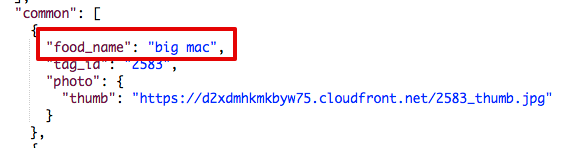 "common": [
{
"food_name": "big mac",
"tag_id": "2583",
"photo": {
"thumb": "https://d2xdmhkmkbyw75.cloudfront.net/2583_thumb.jpg"
}
},
{